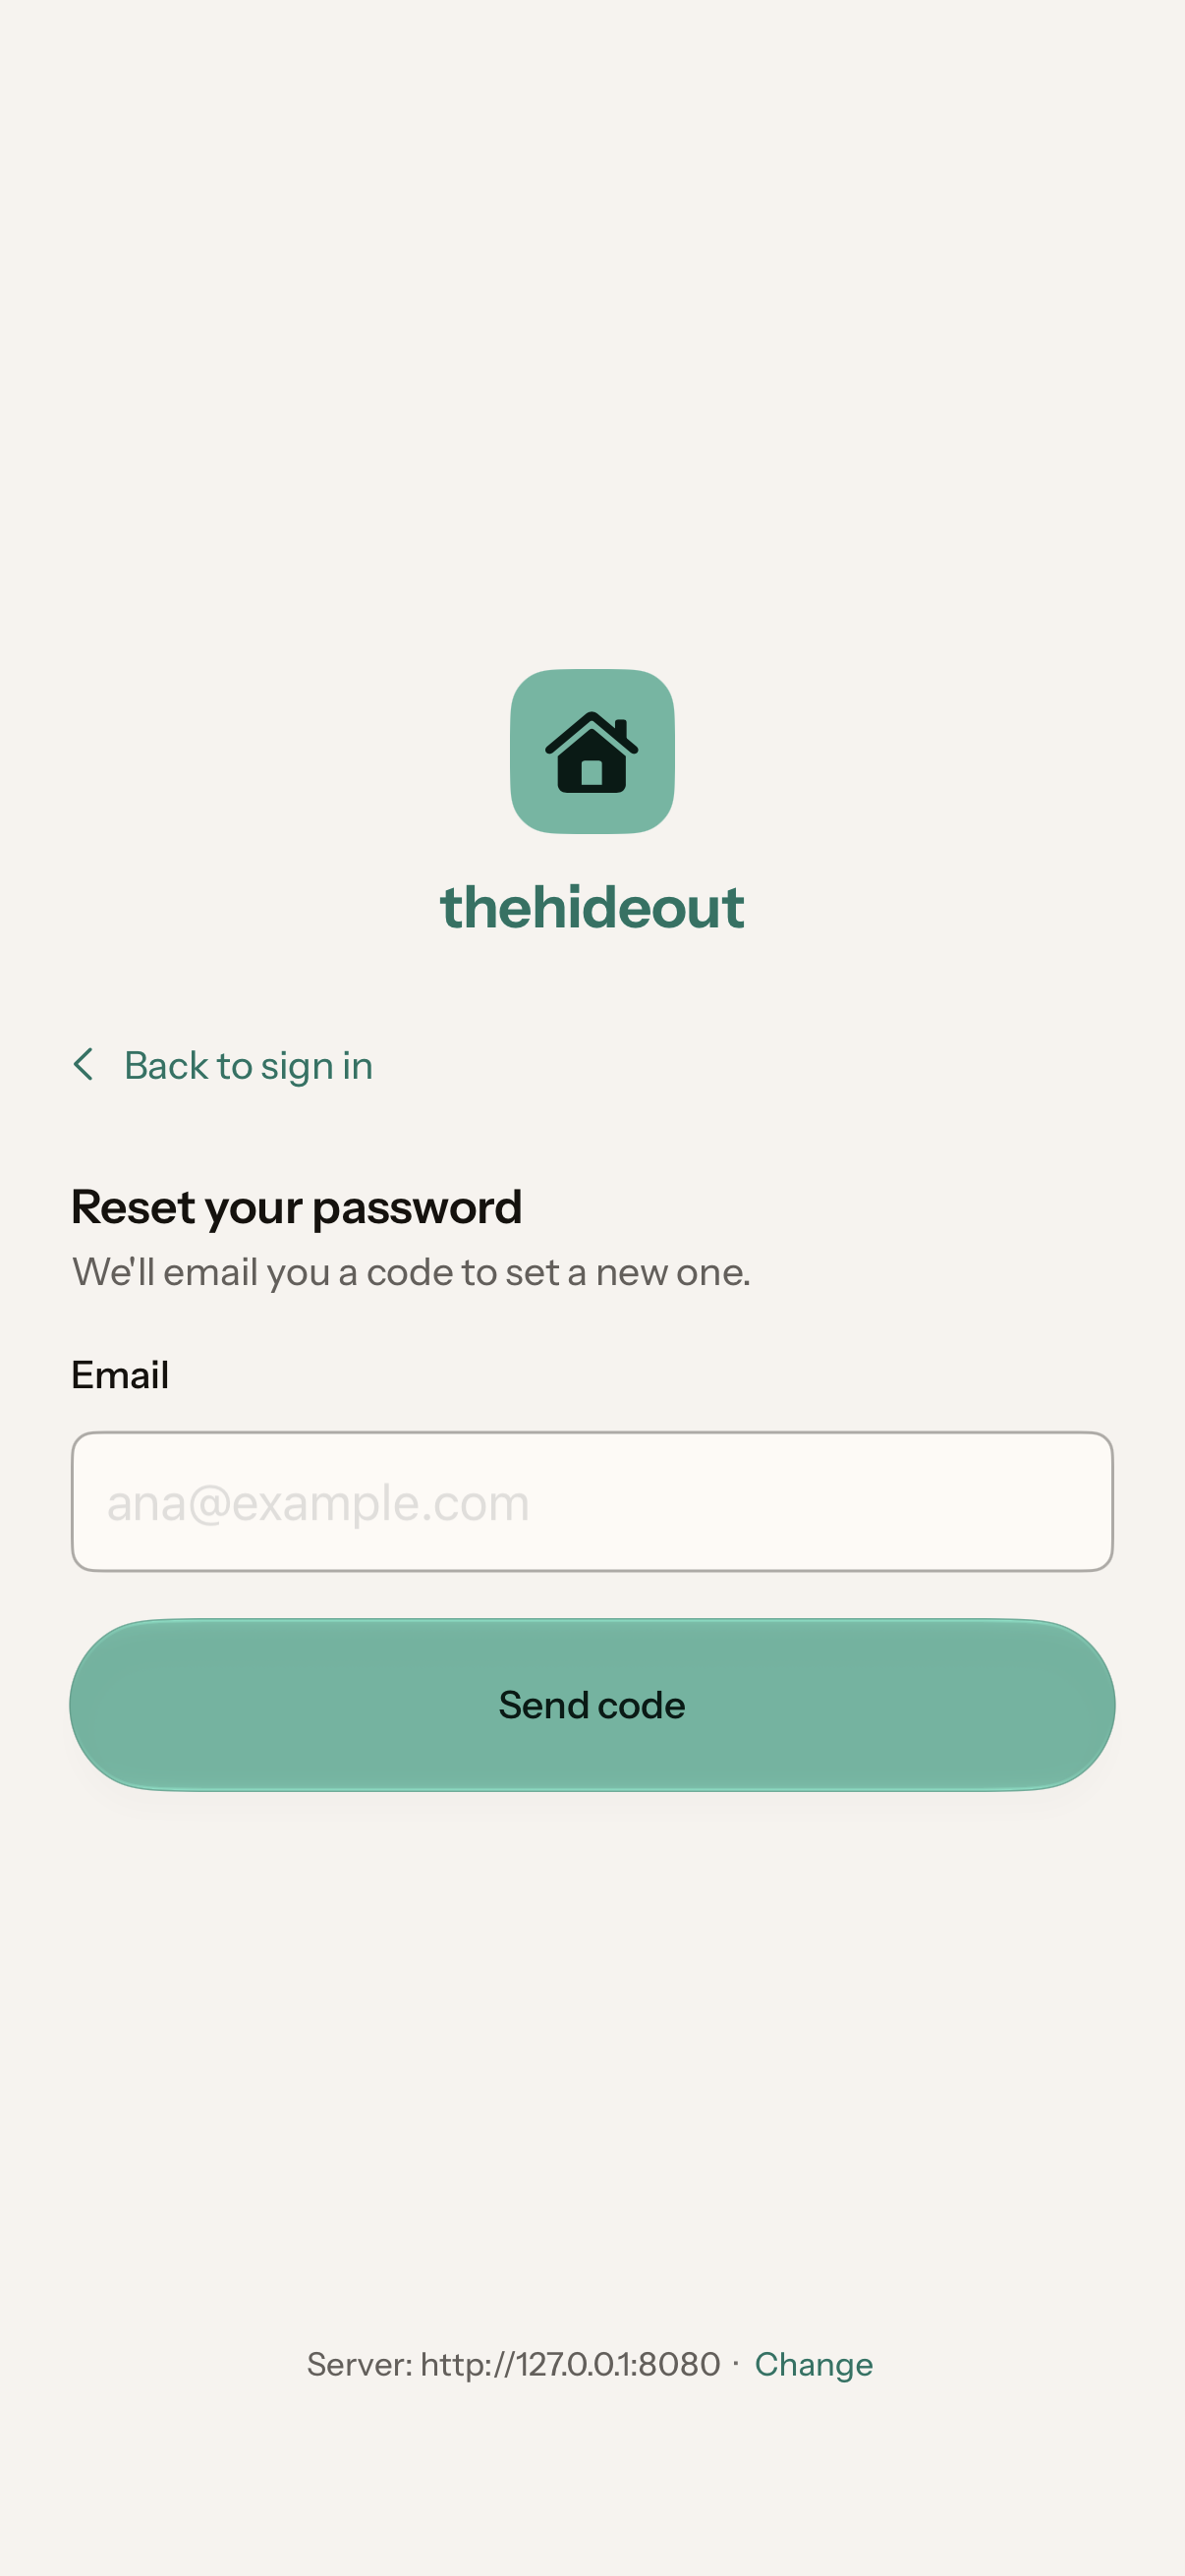 thehideout
Back to sign in
Reset your password
We'll email you a code to set a new one.
Email
ana@example.com
Send code
Server: http://127.0.0.1:8080 · Change